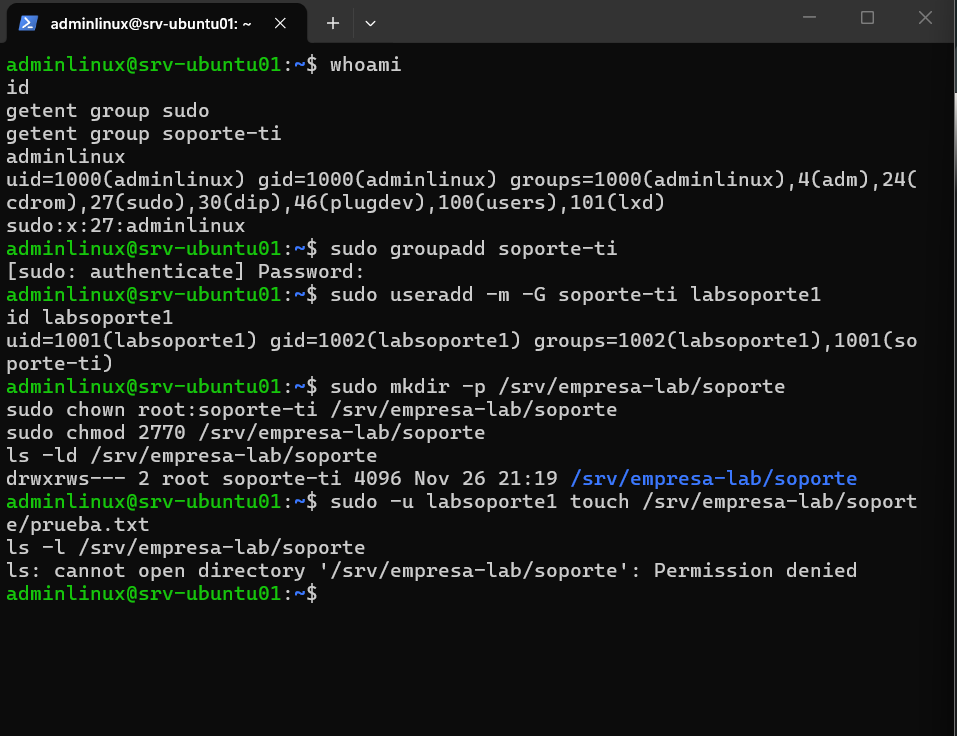 adminlinux@srv-ubuntu01: ~
adminlinux@srv-ubuntu01:~$ whoami
id
getent group sudo
getent group soporte-ti
adminlinux
uid=1000(adminlinux) gid=1000(adminlinux) groups=1000(adminlinux),4(adm),24(
cdrom),27(sudo),30(dip),46(plugdev),100(users),101(lxd)
sudo:x:27:adminlinux
adminlinux@srv-ubuntu01:~$ sudo groupadd soporte-ti
[sudo: authenticate] Password:
adminlinux@srv-ubuntu01:~$ sudo useradd -m -G soporte-ti labsoporte1
id labsoporte1
uid=1001(labsoporte1) gid=1002(labsoporte1) groups=1002(labsoporte1),1001(so
porte-ti)
adminlinux@srv-ubuntu01:~$ sudo mkdir -p /srv/empresa-lab/soporte
sudo chown root:soporte-ti /srv/empresa-lab/soporte
sudo chmod 2770 /srv/empresa-lab/soporte
ls -ld /srv/empresa-lab/soporte
drwxrws--- 2 root soporte-ti 4096 Nov 26 21:19 /srv/empresa-lab/soporte
adminlinux@srv-ubuntu01:~$ sudo -u labsoporte1 touch /srv/empresa-lab/soport
e/prueba.txt
ls -l /srv/empresa-lab/soporte
ls: cannot open directory '/srv/empresa-lab/soporte': Permission denied
adminlinux@srv-ubuntu01:~$